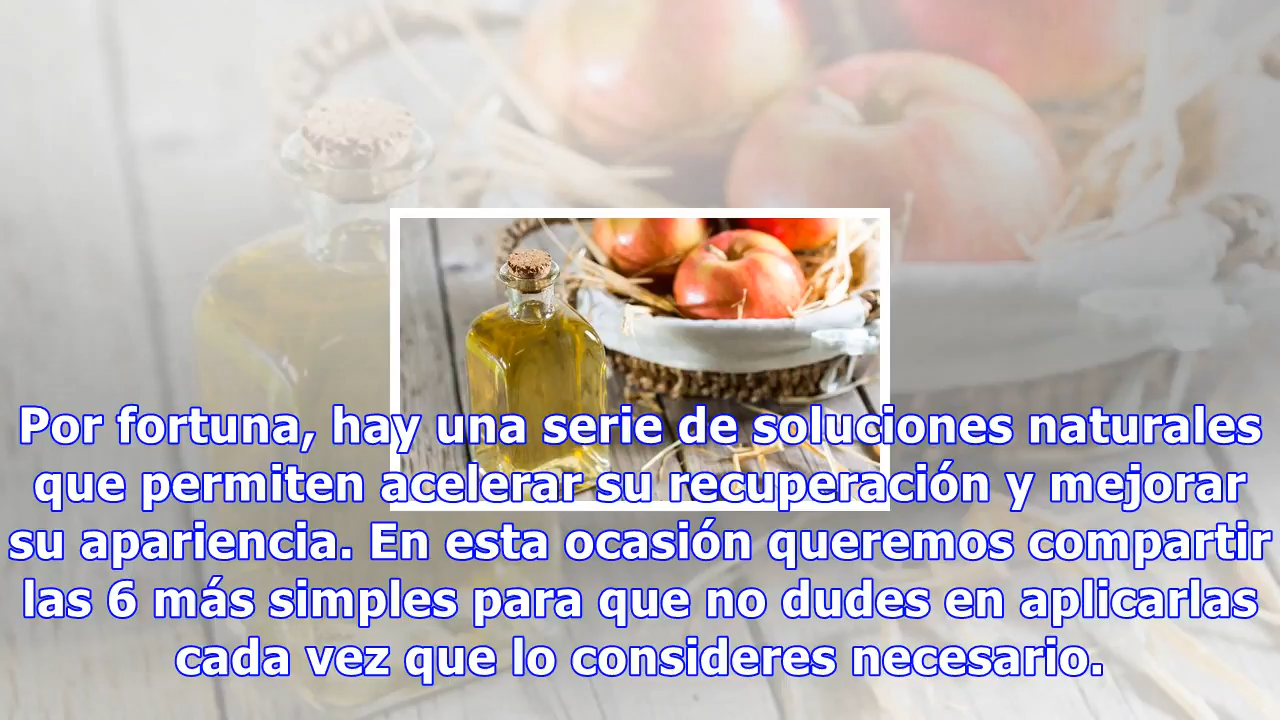 Por fortuna, hay una serie de soluciones naturales
que permiten acelerar su recuperación y mejorar
su apariencia. En esta ocasión queremos compartir
las 6 más simples para que no dudes en aplicarlas
cada vez que lo consideres necesario.